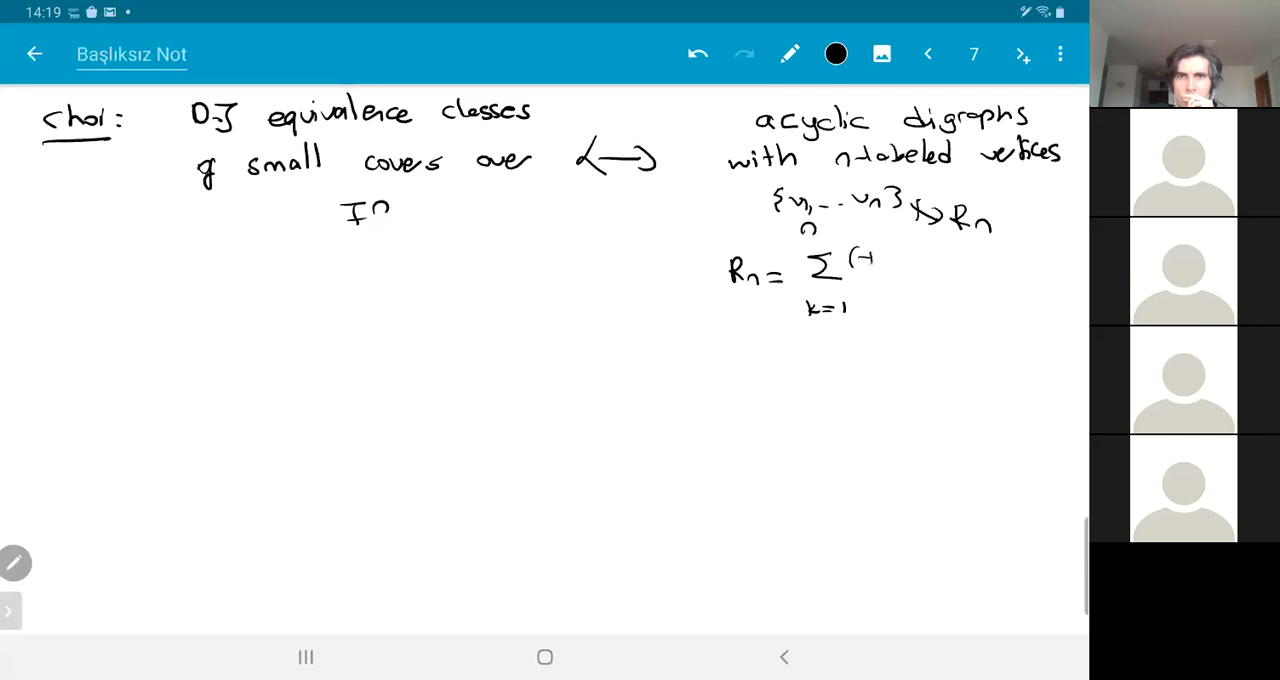 14:19
Başlıksız Not
7
Choi: D-J equivalence classes
of small covers over
Iⁿ
acyclic digraphs
with n-labeled vertices
{v₁, ... vₙ} Rₙ
Rₙ = n ∑ k=1 (-